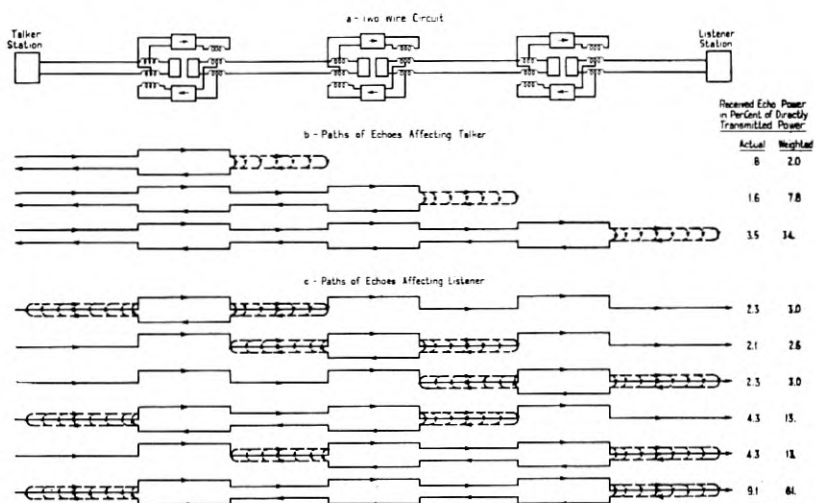 a - Two Wire Circuit
Talker
Station
Listener
Station
Received Echo Power
in PerCent of Directly
Transmitted Power
Actual Weighted
b - Paths of Echoes Affecting Talker
8 2.0
1.6 7.8
3.5 34.
c - Paths of Echoes Affecting Listener
2.3 3.0
2.1 2.6
2.3 3.0
4.3 13.
4.3 13.
9.1 61.